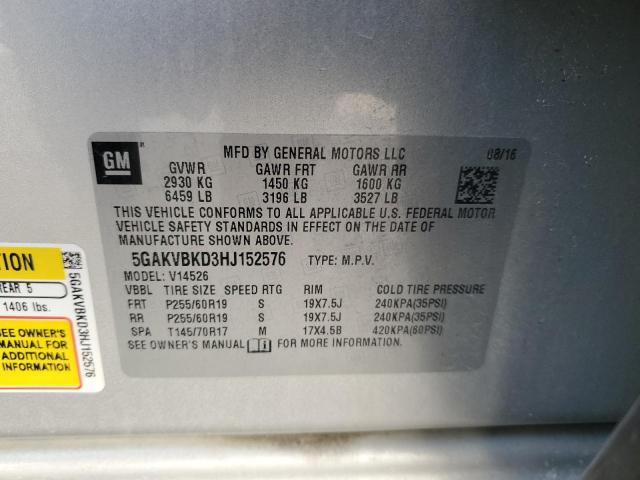 GM
MFD BY GENERAL MOTORS LLC
08/16
GVWR GAWR FRT GAWR RR
2930 KG 1450 KG 1600 KG
6459 LB 3196 LB 3527 LB
THIS VEHICLE CONFORMS TO ALL APPLICABLE U.S. FEDERAL MOTOR
VEHICLE SAFETY STANDARDS IN EFFECT ON THE DATE OF
MANUFACTURE SHOWN ABOVE.
5GAKVBKD3HJ152576 TYPE: M.P.V.
MODEL: V14526
VBBL TIRE SIZE SPEED RTG RIM COLD TIRE PRESSURE
FRT P255/60R19 S 19X7.5J 240KPA(35PSI)
RR P255/60R19 S 19X7.5J 240KPA(35PSI)
SPA T145/70R17 M 17X4.5B 420KPA(60PSI)
SEE OWNER'S MANUAL FOR MORE INFORMATION
TION
REAR 5
1406 lbs.
SEE OWNER'S
MANUAL FOR
ADDITIONAL
INFORMATION
5GAKVBKD3HJ152576